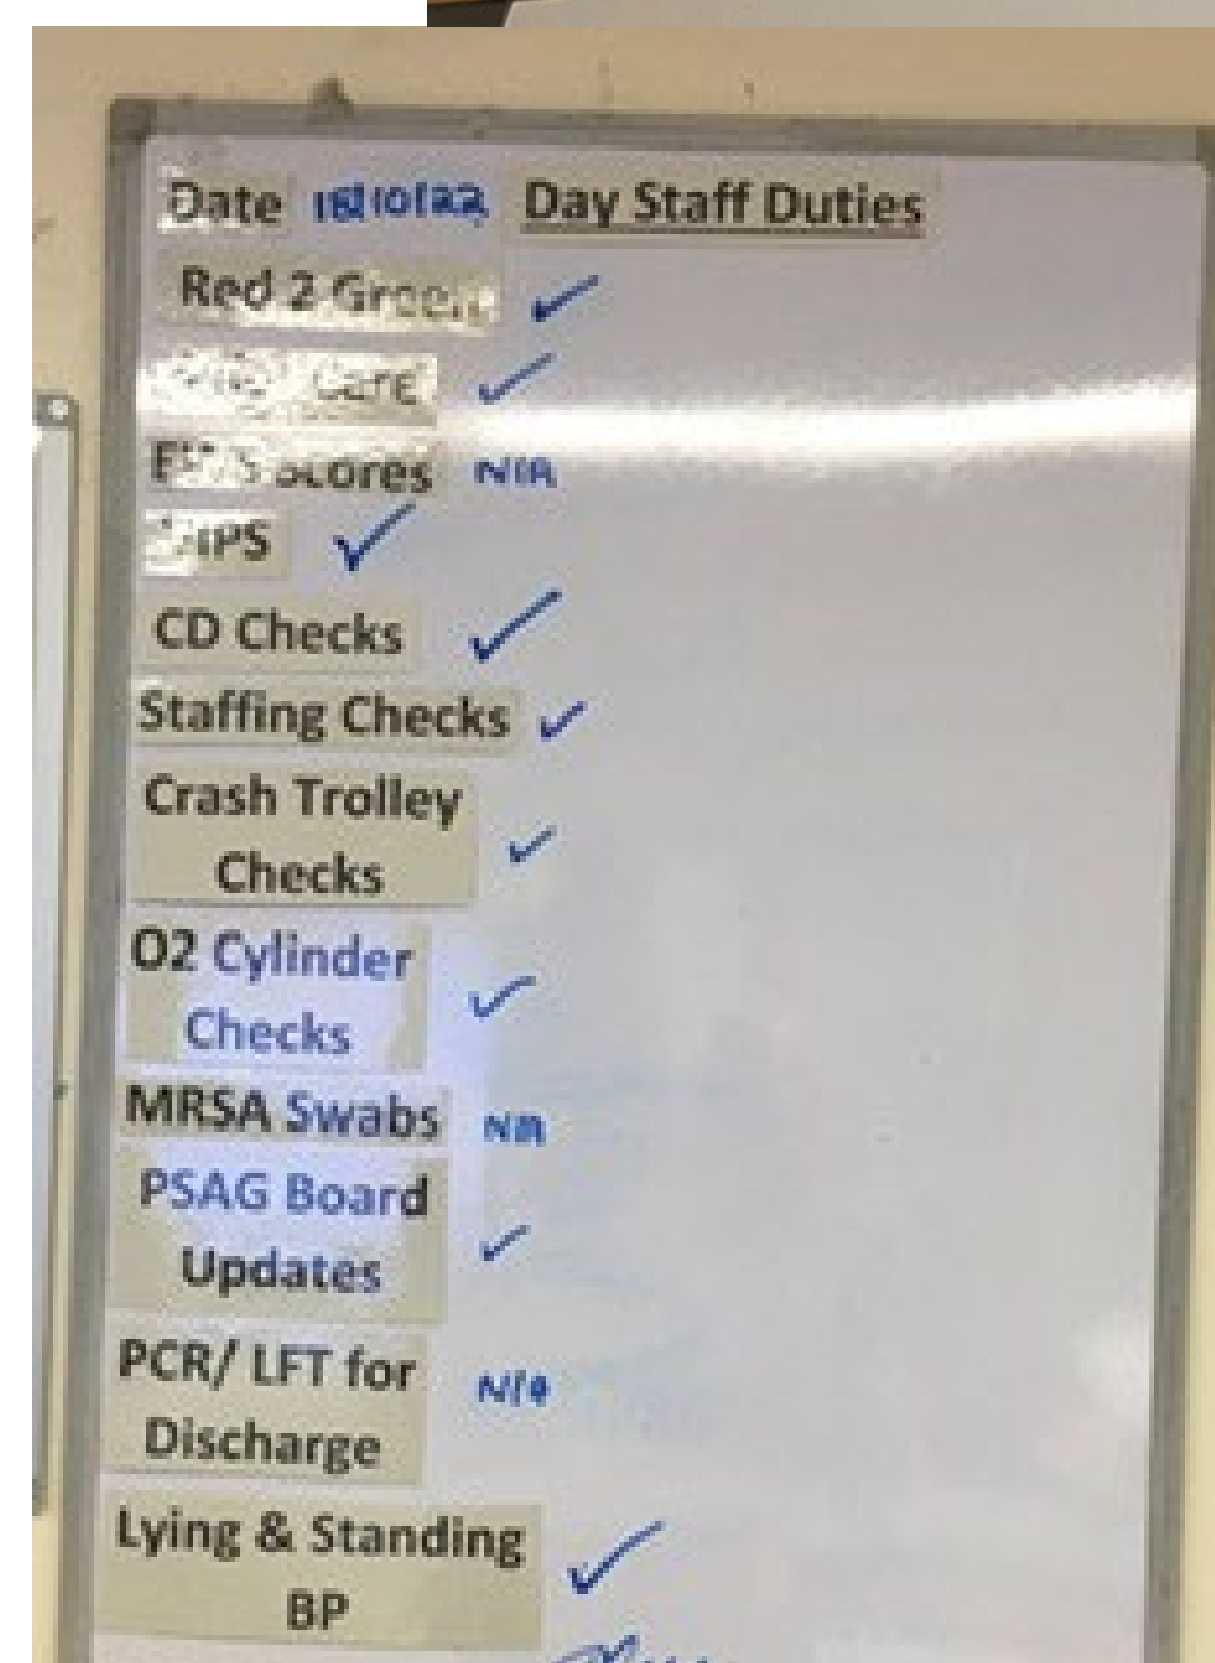 Date Day Staff Duties
Red 2 Green
Care
Scores N/A
CD Checks
Staffing Checks
Crash Trolley
Checks
O2 Cylinder
Checks
MRSA Swabs N/A
PSAG Board
Updates
PCR/ LFT for N/A
Discharge
Lying & Standing
BP